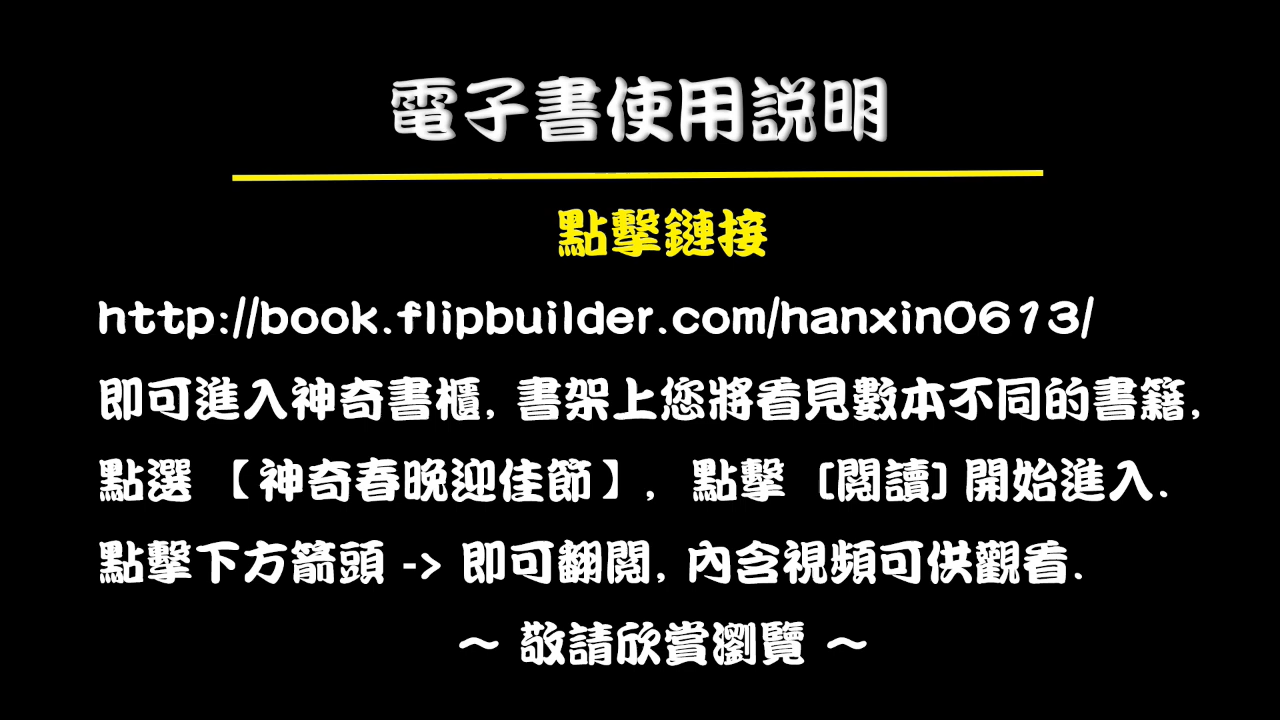 電子書使用説明
點擊鏈接
http://book.flipbuilder.com/hanxin0613/
即可進入神奇書櫃, 書架上您將看見數本不同的書籍,
點選 【神奇春晚迎佳節】, 點擊 [閱讀] 開始進入.
點擊下方箭頭 -> 即可翻閱, 內含視頻可供觀看.
~ 敬請欣賞瀏覽 ~